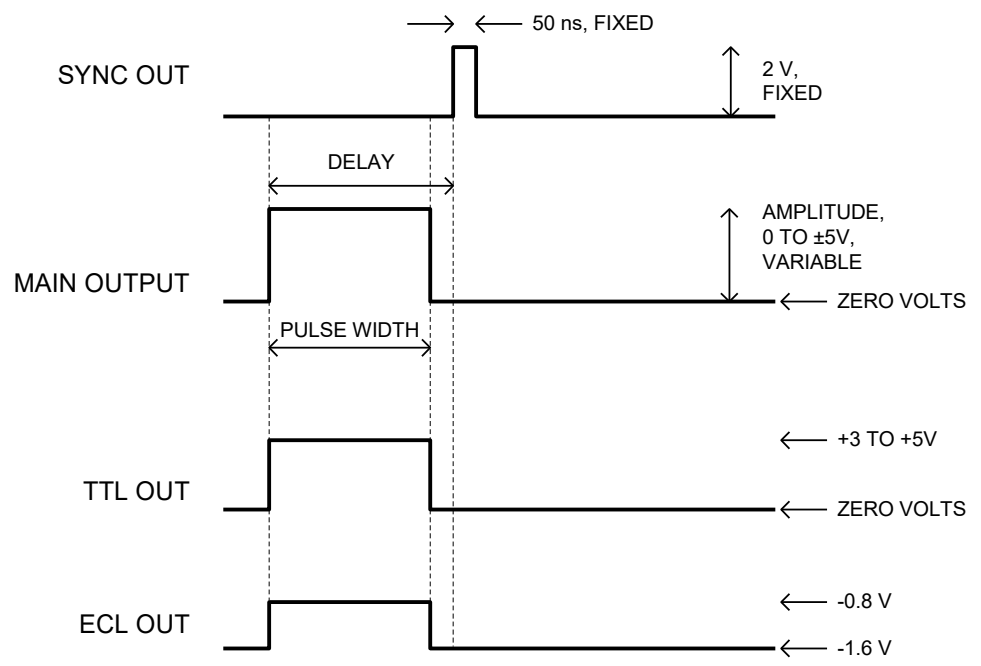 50 ns, FIXED
SYNC OUT
2 V,
FIXED
DELAY
AMPLITUDE,
0 TO ±5V,
VARIABLE
MAIN OUTPUT
ZERO VOLTS
PULSE WIDTH
+3 TO +5V
TTL OUT
ZERO VOLTS
-0.8 V
ECL OUT
-1.6 V